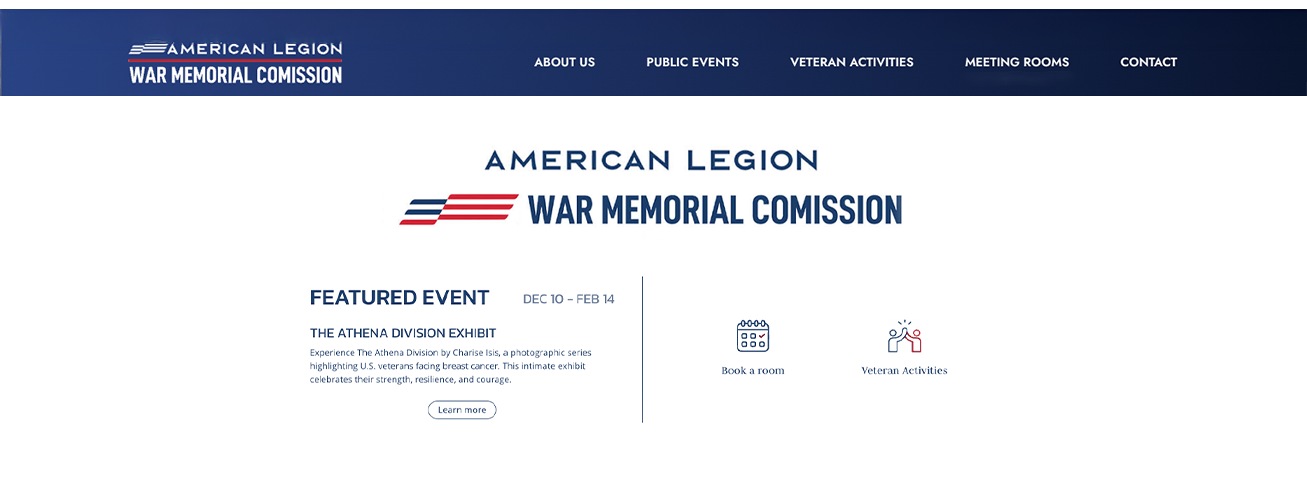 AMERICAN LEGION
WAR MEMORIAL COMISSION
ABOUT US
PUBLIC EVENTS
VETERAN ACTIVITIES
MEETING ROOMS
CONTACT
AMERICAN LEGION
WAR MEMORIAL COMISSION
FEATURED EVENT
DEC 10 – FEB 14
THE ATHENA DIVISION EXHIBIT
Experience The Athena Division by Charise Isis, a photographic series
highlighting U.S. veterans facing breast cancer. This intimate exhibit
celebrates their strength, resilience, and courage.
Learn more
Book a room
Veteran Activities